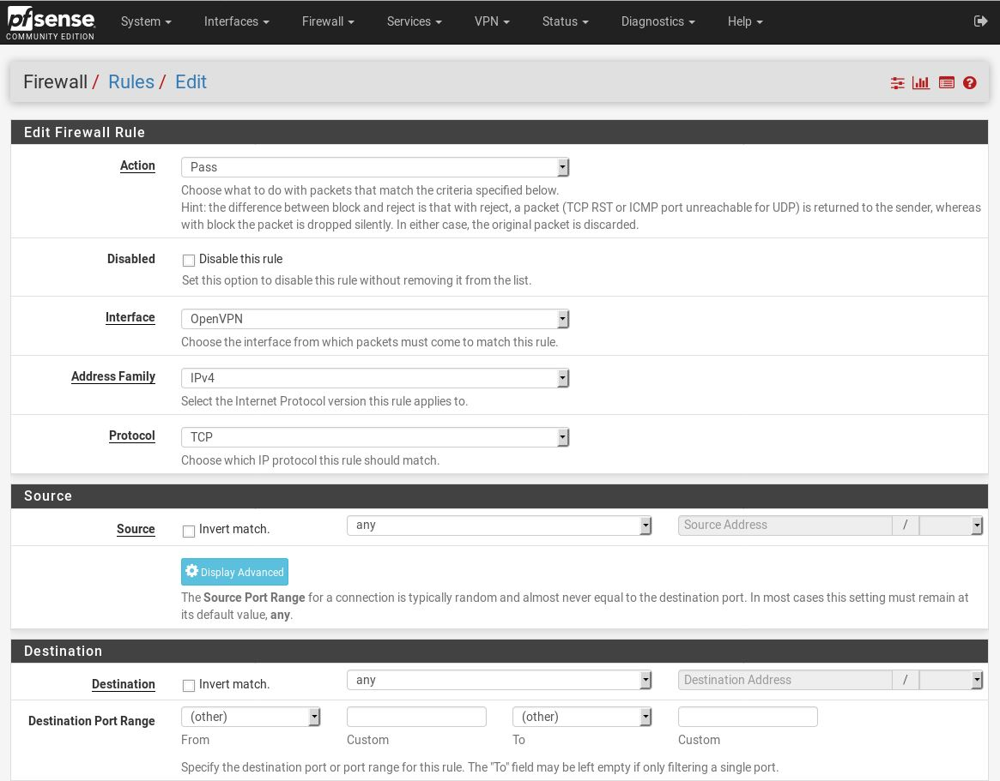 pfsense
COMMUNITY EDITION
System Interfaces Firewall Services VPN Status Diagnostics Help
Firewall / Rules / Edit
Edit Firewall Rule
Action Pass
Choose what to do with packets that match the criteria specified below.
Hint: the difference between block and reject is that with reject, a packet (TCP RST or ICMP port unreachable for UDP) is returned to the sender, whereas
with block the packet is dropped silently. In either case, the original packet is discarded.
Disabled Disable this rule
Set this option to disable this rule without removing it from the list.
Interface OpenVPN
Choose the interface from which packets must come to match this rule.
Address Family IPv4
Select the Internet Protocol version this rule applies to.
Protocol TCP
Choose which IP protocol this rule should match.
Source
Source Invert match. any Source Address /
Display Advanced
The Source Port Range for a connection is typically random and almost never equal to the destination port. In most cases this setting must remain at
its default value, any.
Destination
Destination Invert match. any Destination Address /
Destination Port Range (other) (other)
From Custom To Custom
Specify the destination port or port range for this rule. The "To" field may be left empty if only filtering a single port.